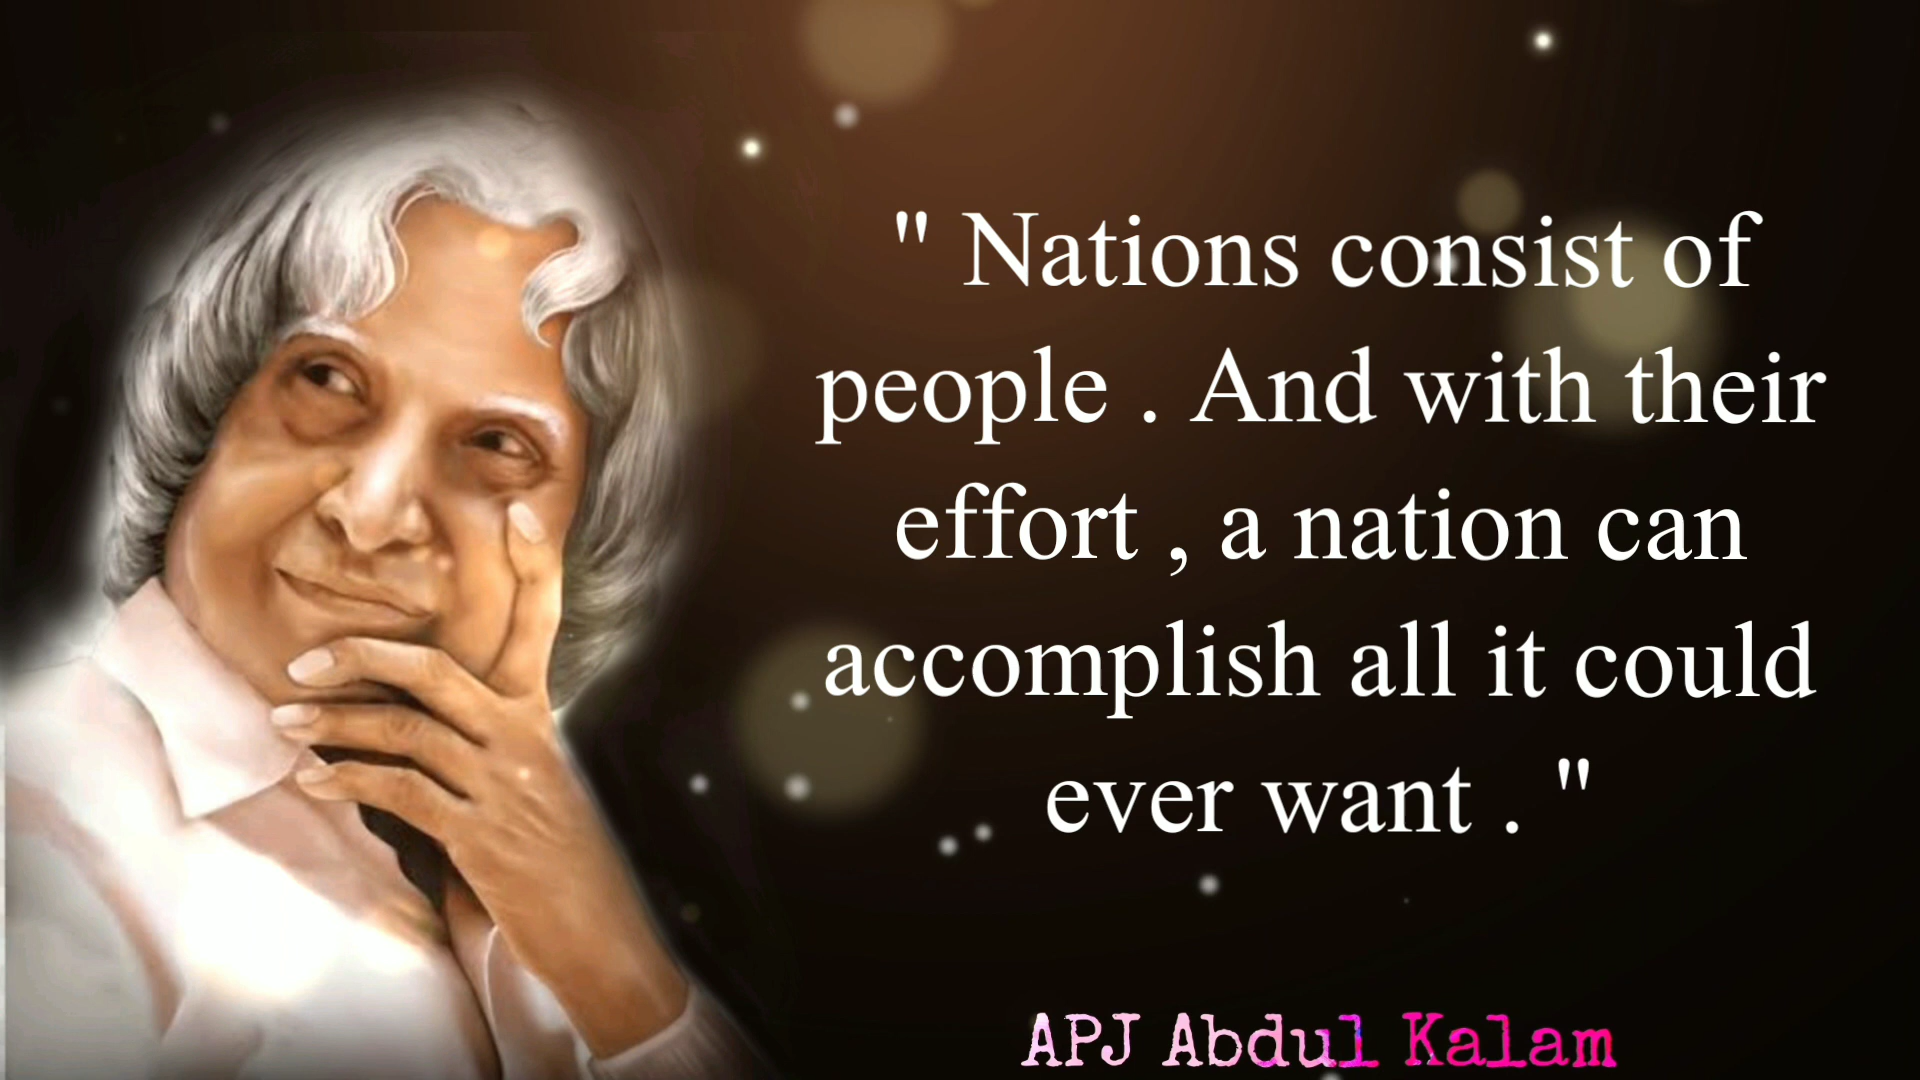 " Nations consist of
people . And with their
effort , a nation can
accomplish all it could
ever want . "
APJ Abdul Kalam